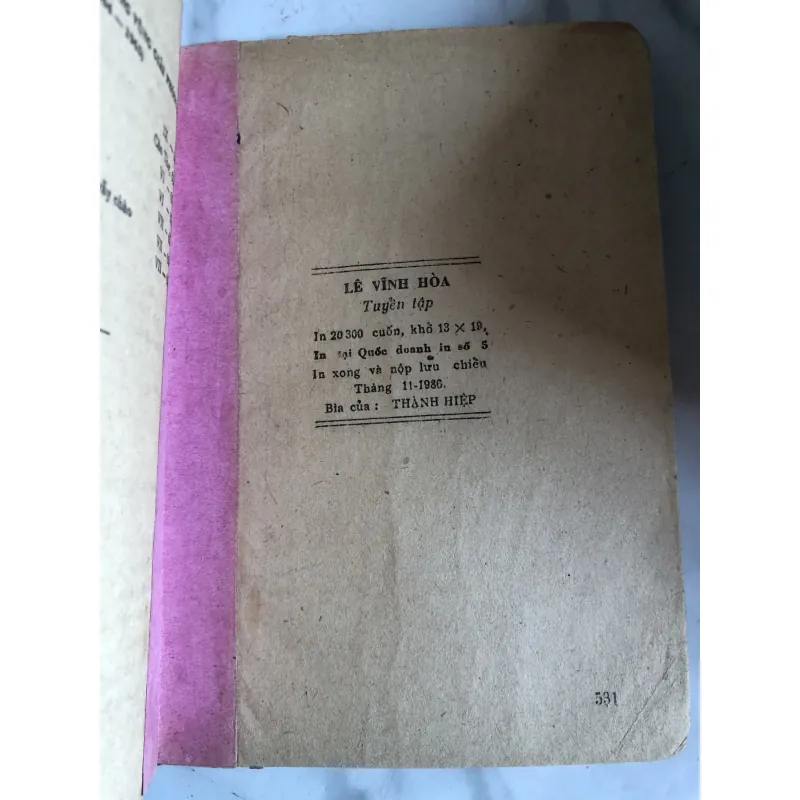 LÊ VĨNH HÒA
Tuyển tập
In 20 300 cuốn, khổ 13 × 19,
In tại Quốc doanh in số 5
In xong và nộp lưu chiểu
Tháng 11-1986.
Bìa của : THÀNH HIỆP
531